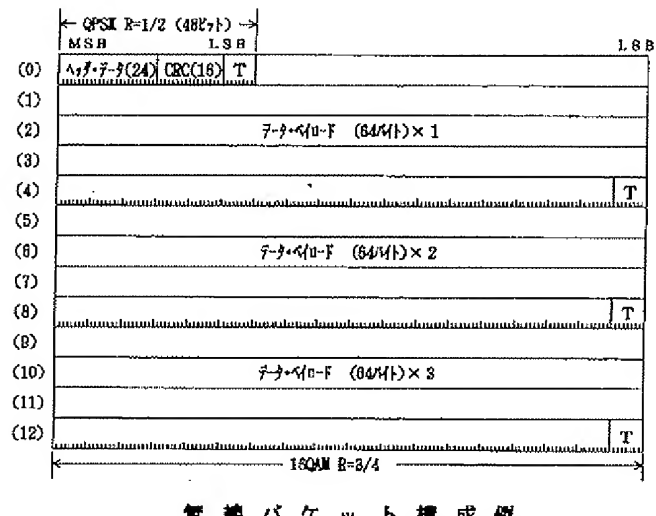 QPSK R=1/2 (48ビット)
MSB LSB LSB
(0) ヘッダ・データ(24) CRC(16) T
(1)
(2) データ・ペイロード (64バイト)×1
(3)
(4) T
(5)
(6) データ・ペイロード (64バイト)×2
(7)
(8) T
(9)
(10) データ・ペイロード (64バイト)×3
(11)
(12) T
16QAM R=3/4
無線パケット構成例